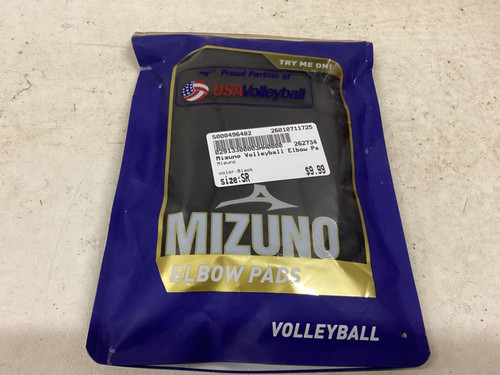 TRY ME ON!
Proud Partner of
USAVolleyball
S000496482 26010711725
02913300003000000 262734
Mizuno Volleyball Elbow Pa
Mizuno
color:Black
size:SR $9.99
MIZUNO
ELBOW PADS
VOLLEYBALL